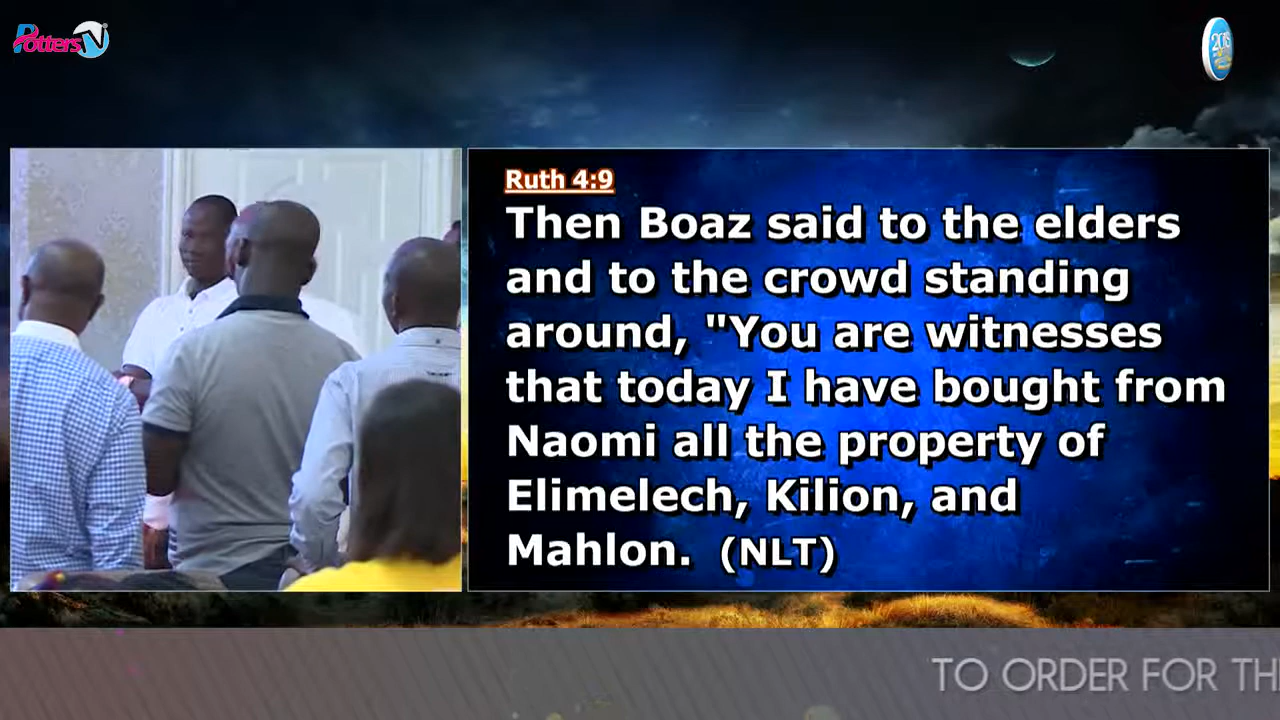 PottersTV
Ruth 4:9
Then Boaz said to the elders
and to the crowd standing
around, "You are witnesses
that today I have bought from
Naomi all the property of
Elimelech, Kilion, and
Mahlon. (NLT)
TO ORDER FOR TH